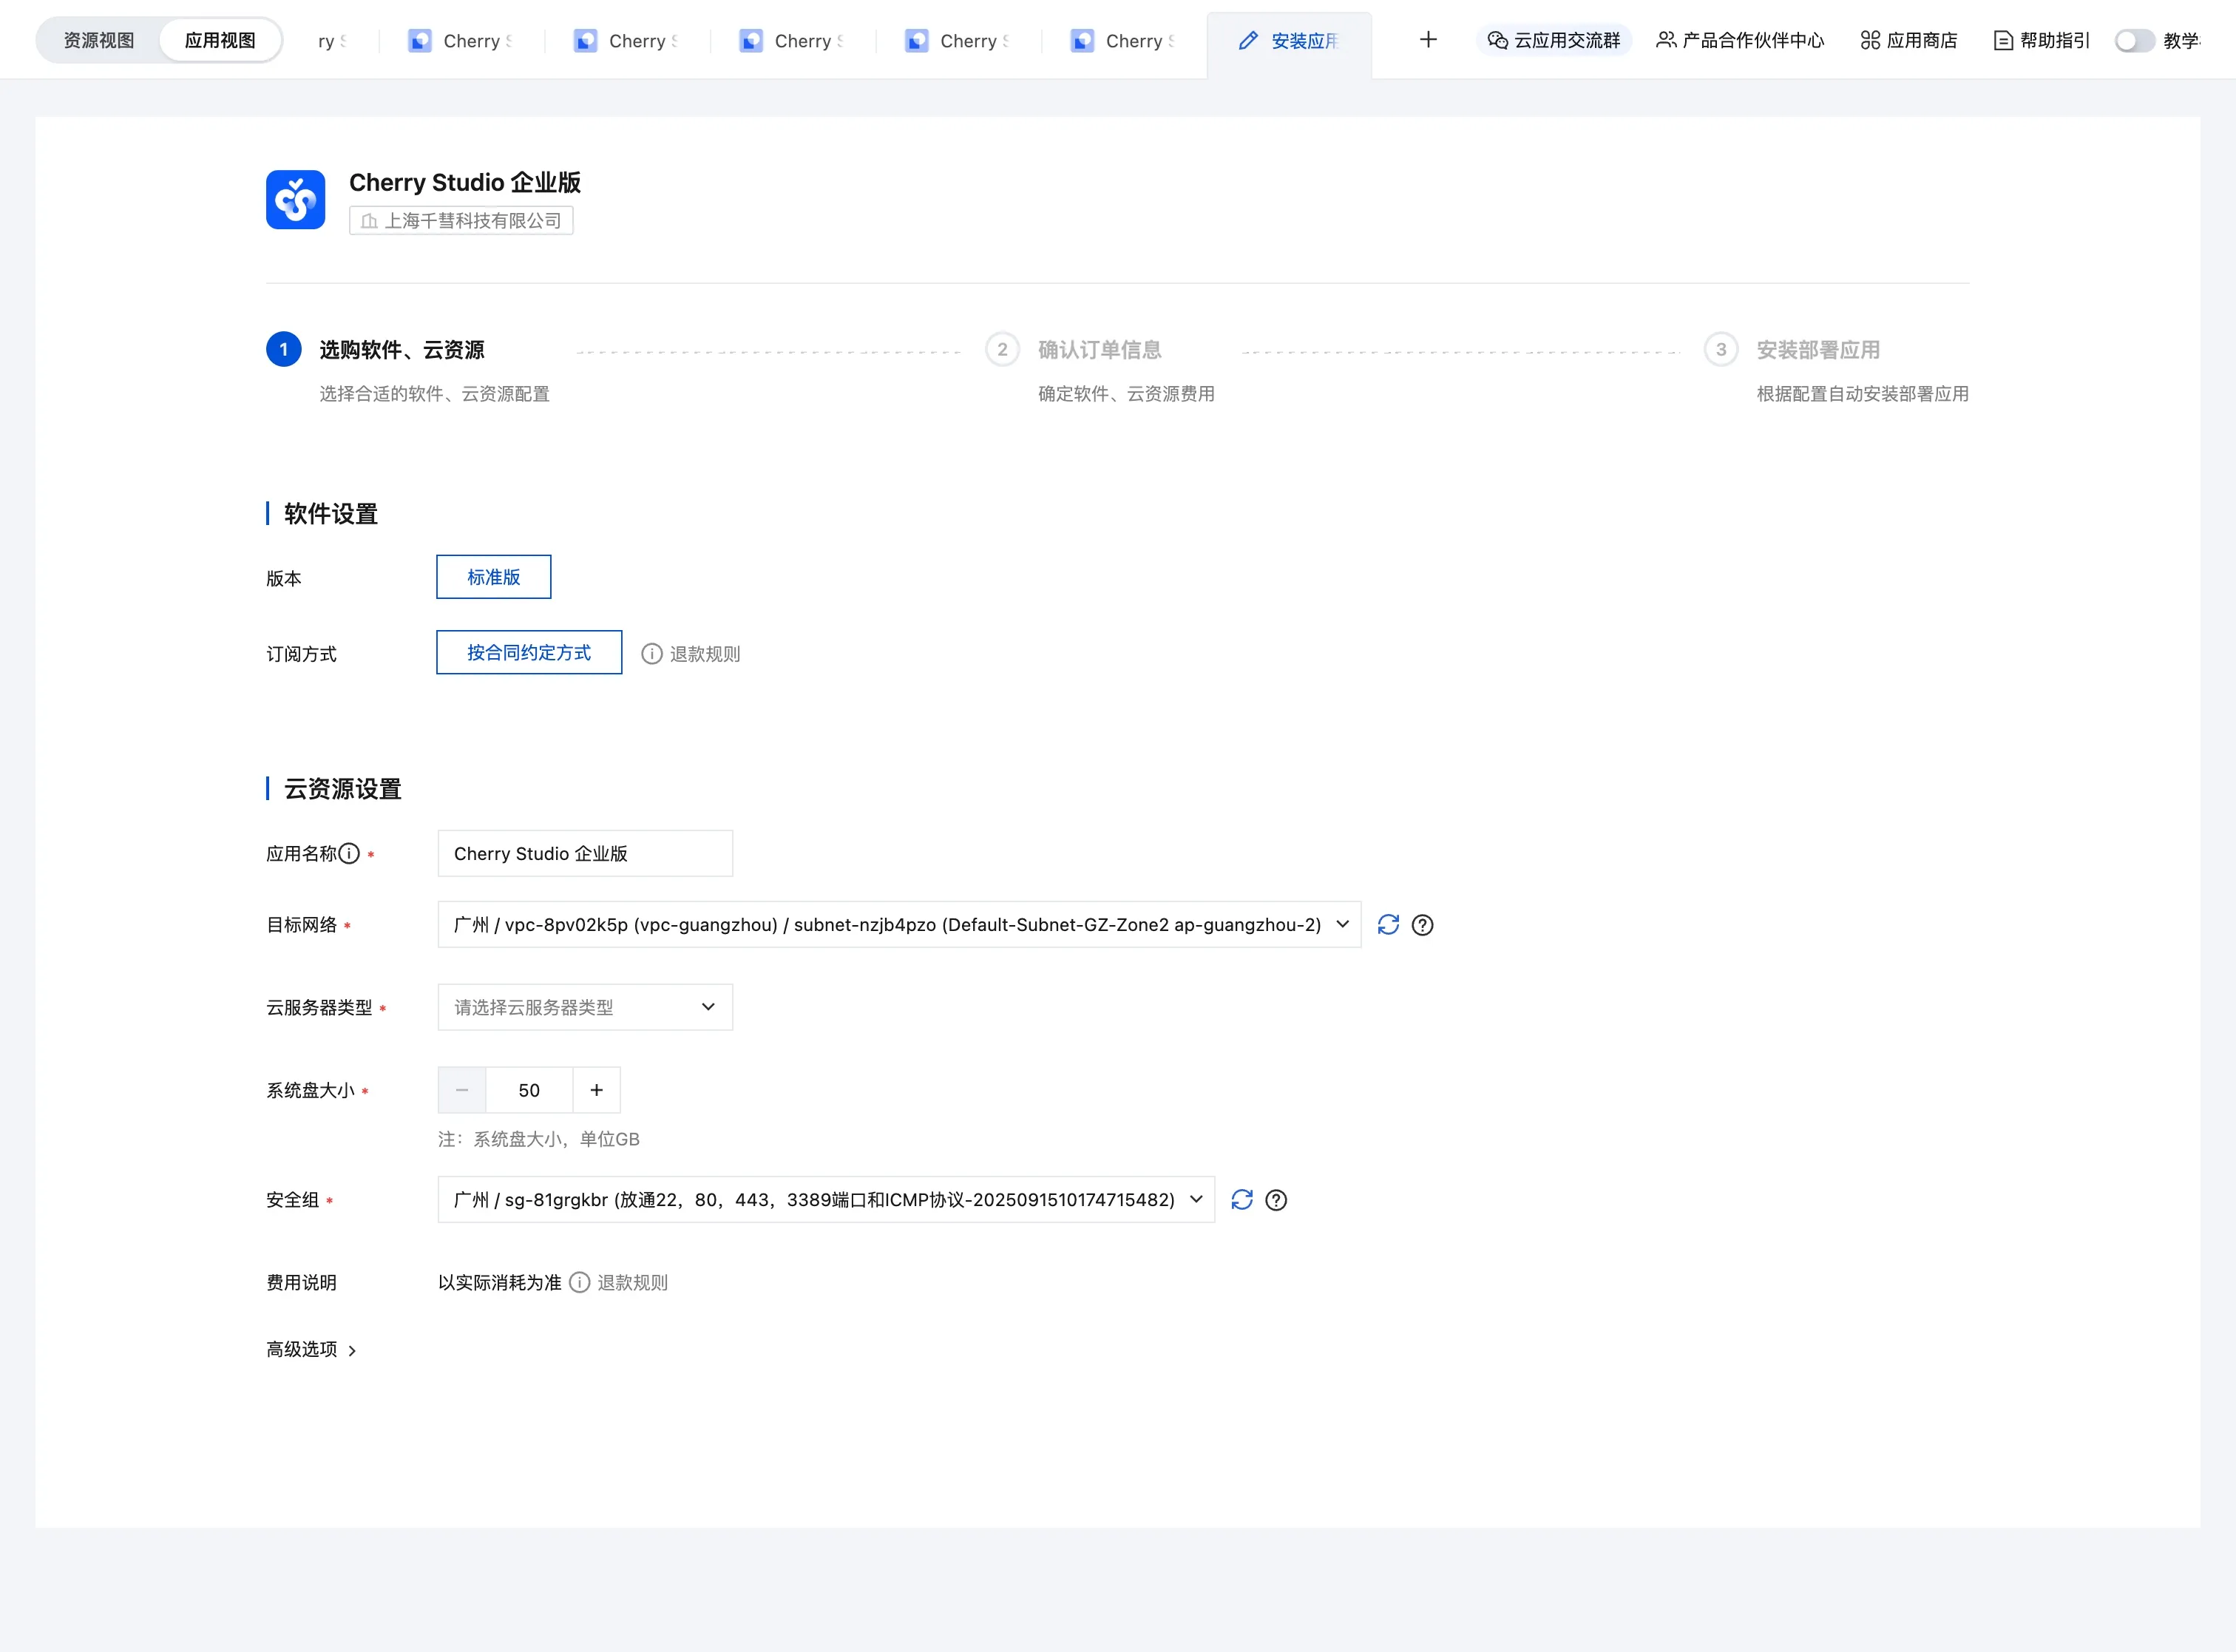 资源视图
应用视图
ry
Cherry
Cherry
Cherry
Cherry
Cherry
安装应用
云应用交流群
产品合作伙伴中心
应用商店
帮助指引
教学
Cherry Studio 企业版
上海千彗科技有限公司
1 选购软件、云资源
选择合适的软件、云资源配置
2 确认订单信息
确定软件、云资源费用
3 安装部署应用
根据配置自动安装部署应用
软件设置
版本
标准版
订阅方式
按合同约定方式
退款规则
云资源设置
应用名称 *
Cherry Studio 企业版
目标网络 *
广州 / vpc-8pv02k5p (vpc-guangzhou) / subnet-nzjb4pzo (Default-Subnet-GZ-Zone2 ap-guangzhou-2)
云服务器类型 *
请选择云服务器类型
系统盘大小 *
50
注：系统盘大小，单位GB
安全组 *
广州 / sg-81grgkbr (放通22，80，443，3389端口和ICMP协议-2025091510174715482)
费用说明
以实际消耗为准
退款规则
高级选项